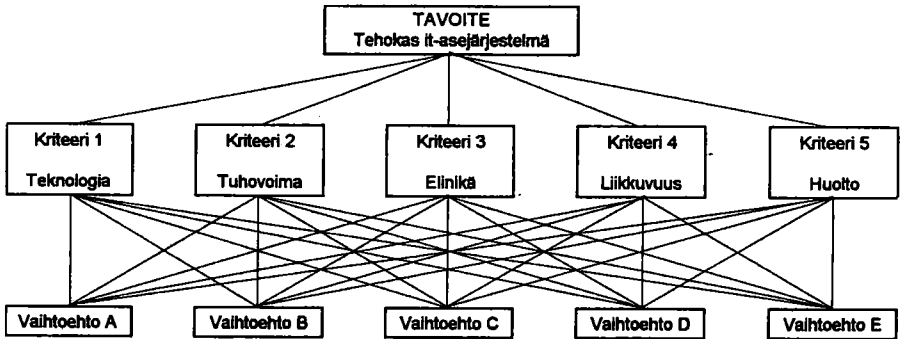 TAVOITE
Tehokas it-asejärjestelmä
Kriteeri 1
Teknologia
Kriteeri 2
Tuhovoima
Kriteeri 3
Elinikä
Kriteeri 4
Liikkuvuus
Kriteeri 5
Huolto
Vaihtoehto A
Vaihtoehto B
Vaihtoehto C
Vaihtoehto D
Vaihtoehto E